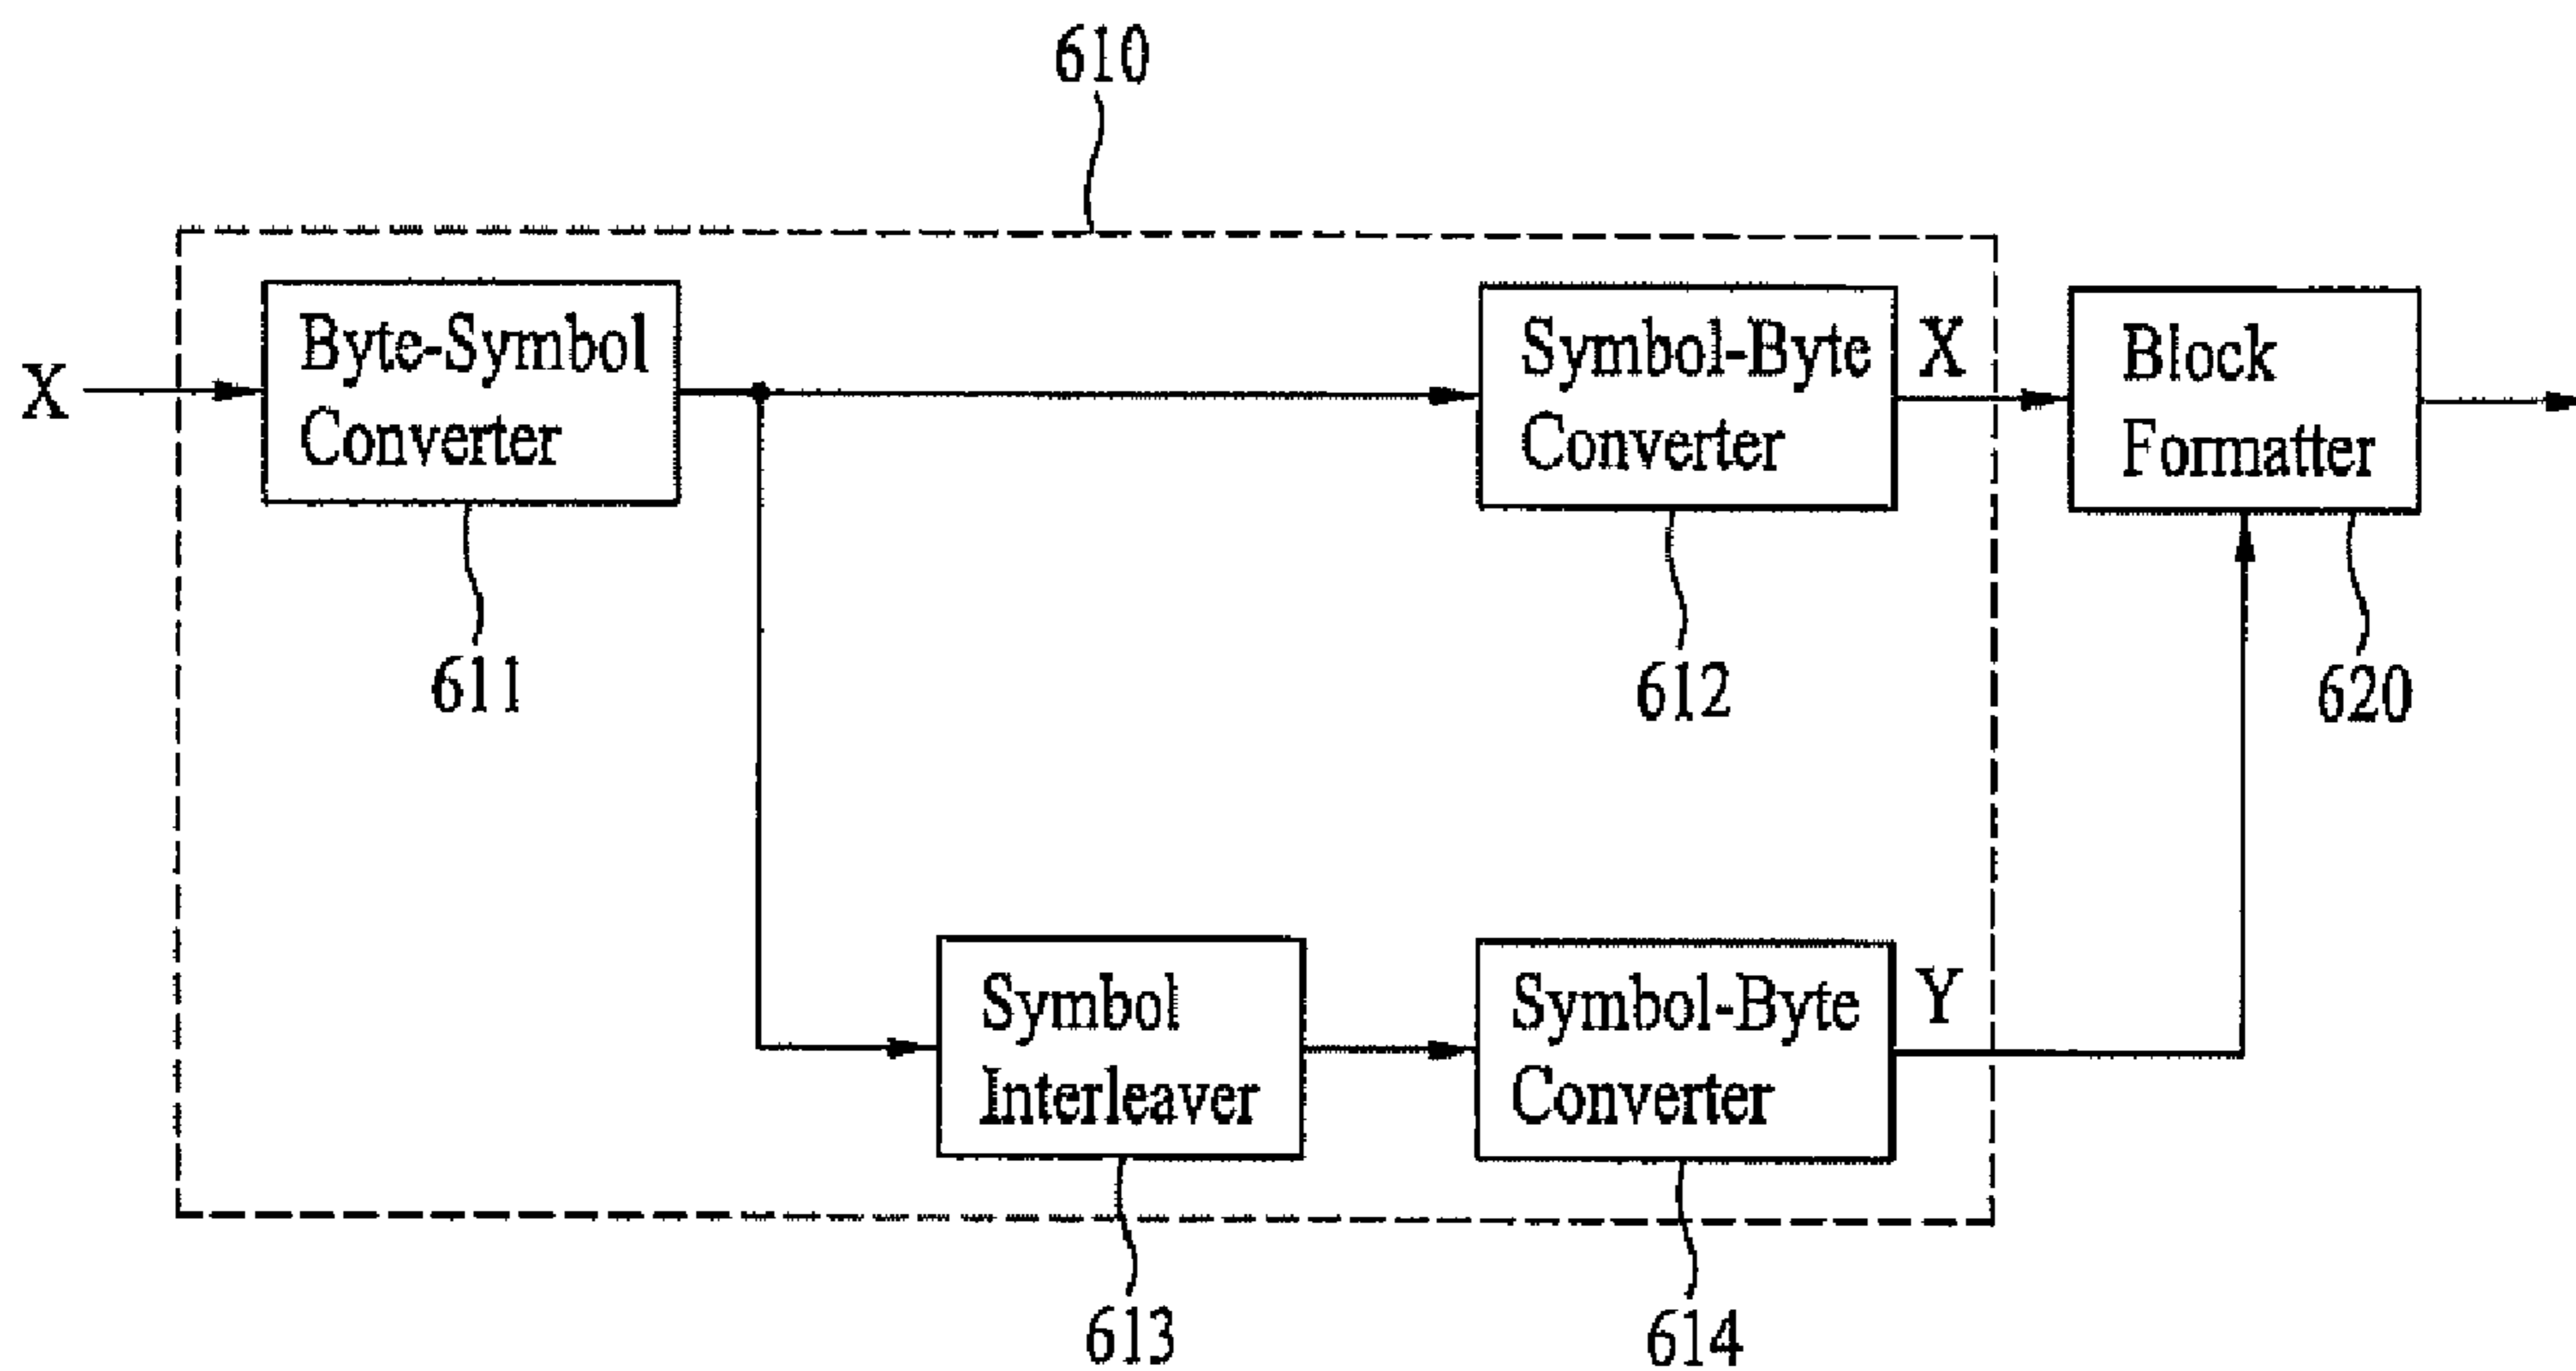 610
X
Byte-Symbol
Converter
611
Symbol-Byte
Converter
612
X
Block
Formatter
620
Symbol
Interleaver
613
Symbol-Byte
Converter
614
Y